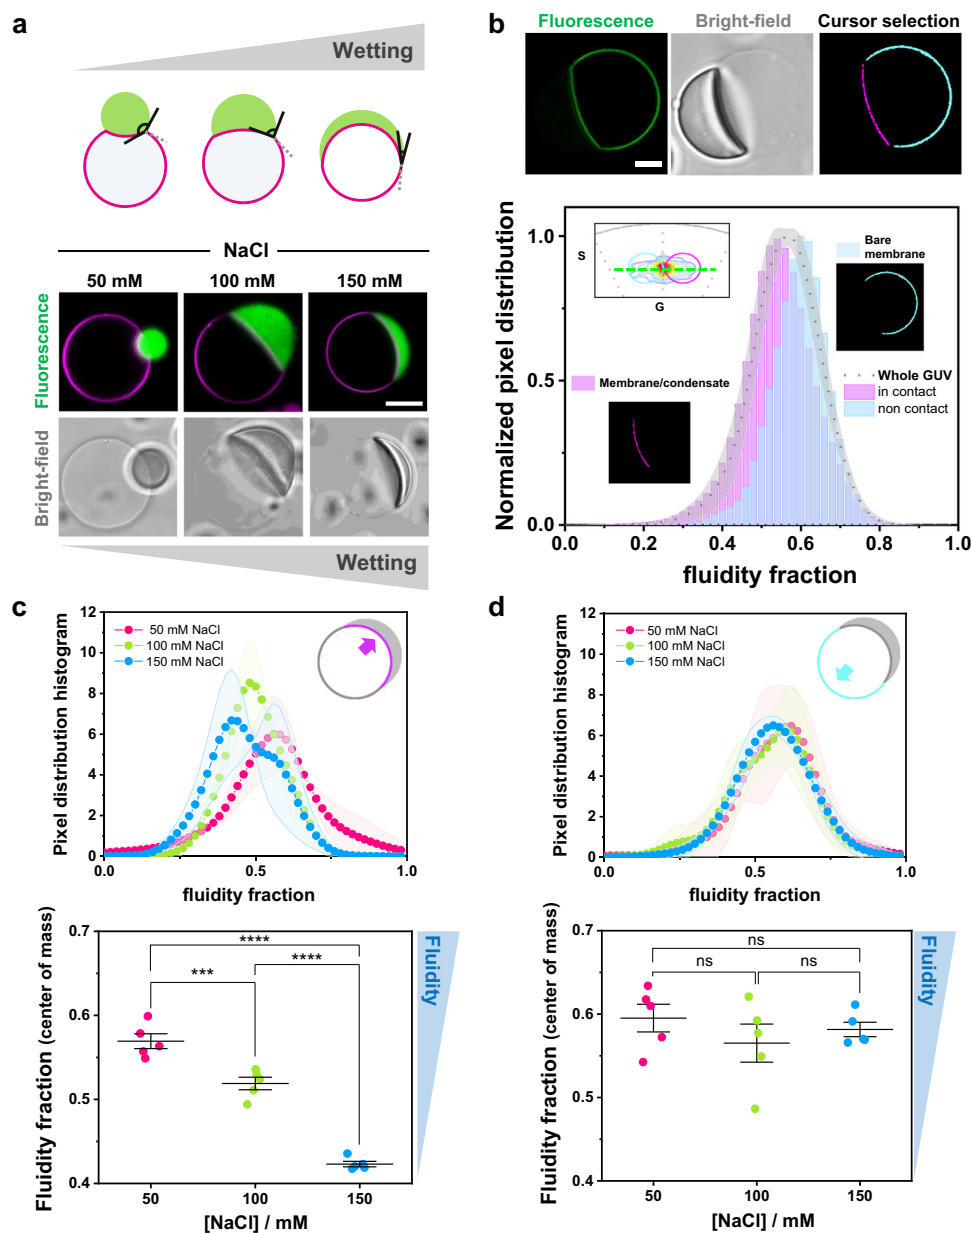 a
Wetting
NaCl
50 mM 100 mM 150 mM
Fluorescence
Bright-field
Wetting
b
Fluorescence Bright-field Cursor selection
Normalized pixel distribution
1.0
0.5
0.0
S
G
Bare
membrane
Membrane/condensate
Whole GUV
in contact
non contact
0.0 0.2 0.4 0.6 0.8 1.0
fluidity fraction
c
Pixel distribution histogram
12
10
8
6
4
2
0
50 mM NaCl
100 mM NaCl
150 mM NaCl
0.0 0.5 1.0
fluidity fraction
Fluidity fraction (center of mass)
0.7
0.6
0.5
0.4
****
****
***
Fluidity
50 100 150
[NaCl] / mM
d
Pixel distribution histogram
12
10
8
6
4
2
0
50 mM NaCl
100 mM NaCl
150 mM NaCl
0.0 0.5 1.0
fluidity fraction
Fluidity fraction (center of mass)
0.7
0.6
0.5
0.4
ns
ns ns
Fluidity
50 100 150
[NaCl] / mM